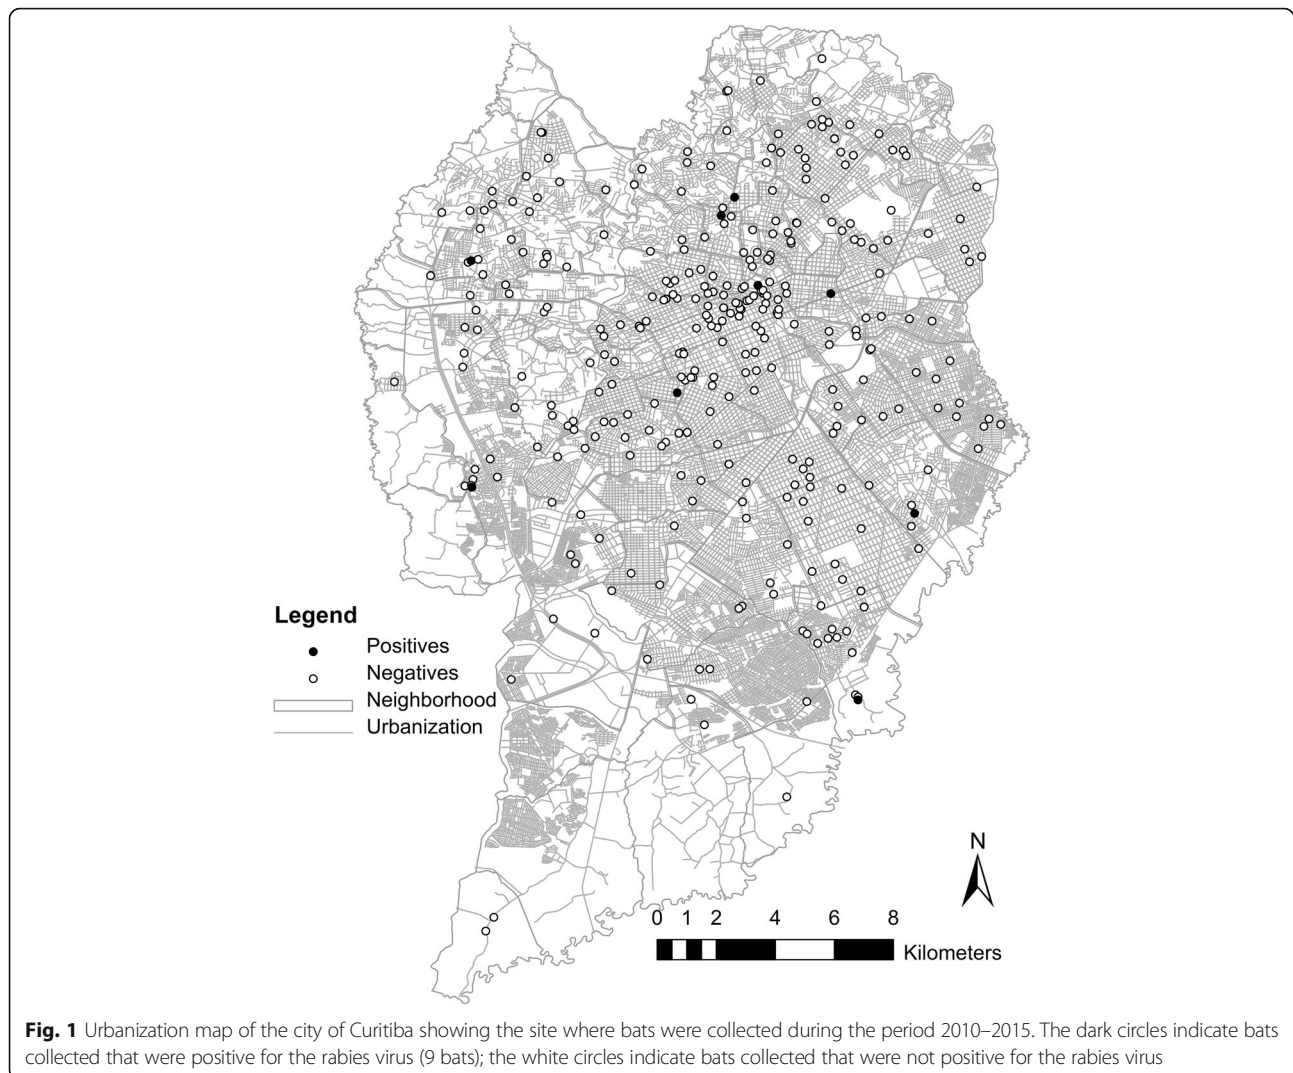 Legend
Positives
Negatives
Neighborhood
Urbanization
N
0 1 2 4 6 8
Kilometers
Fig. 1 Urbanization map of the city of Curitiba showing the site where bats were collected during the period 2010–2015. The dark circles indicate bats
collected that were positive for the rabies virus (9 bats); the white circles indicate bats collected that were not positive for the rabies virus